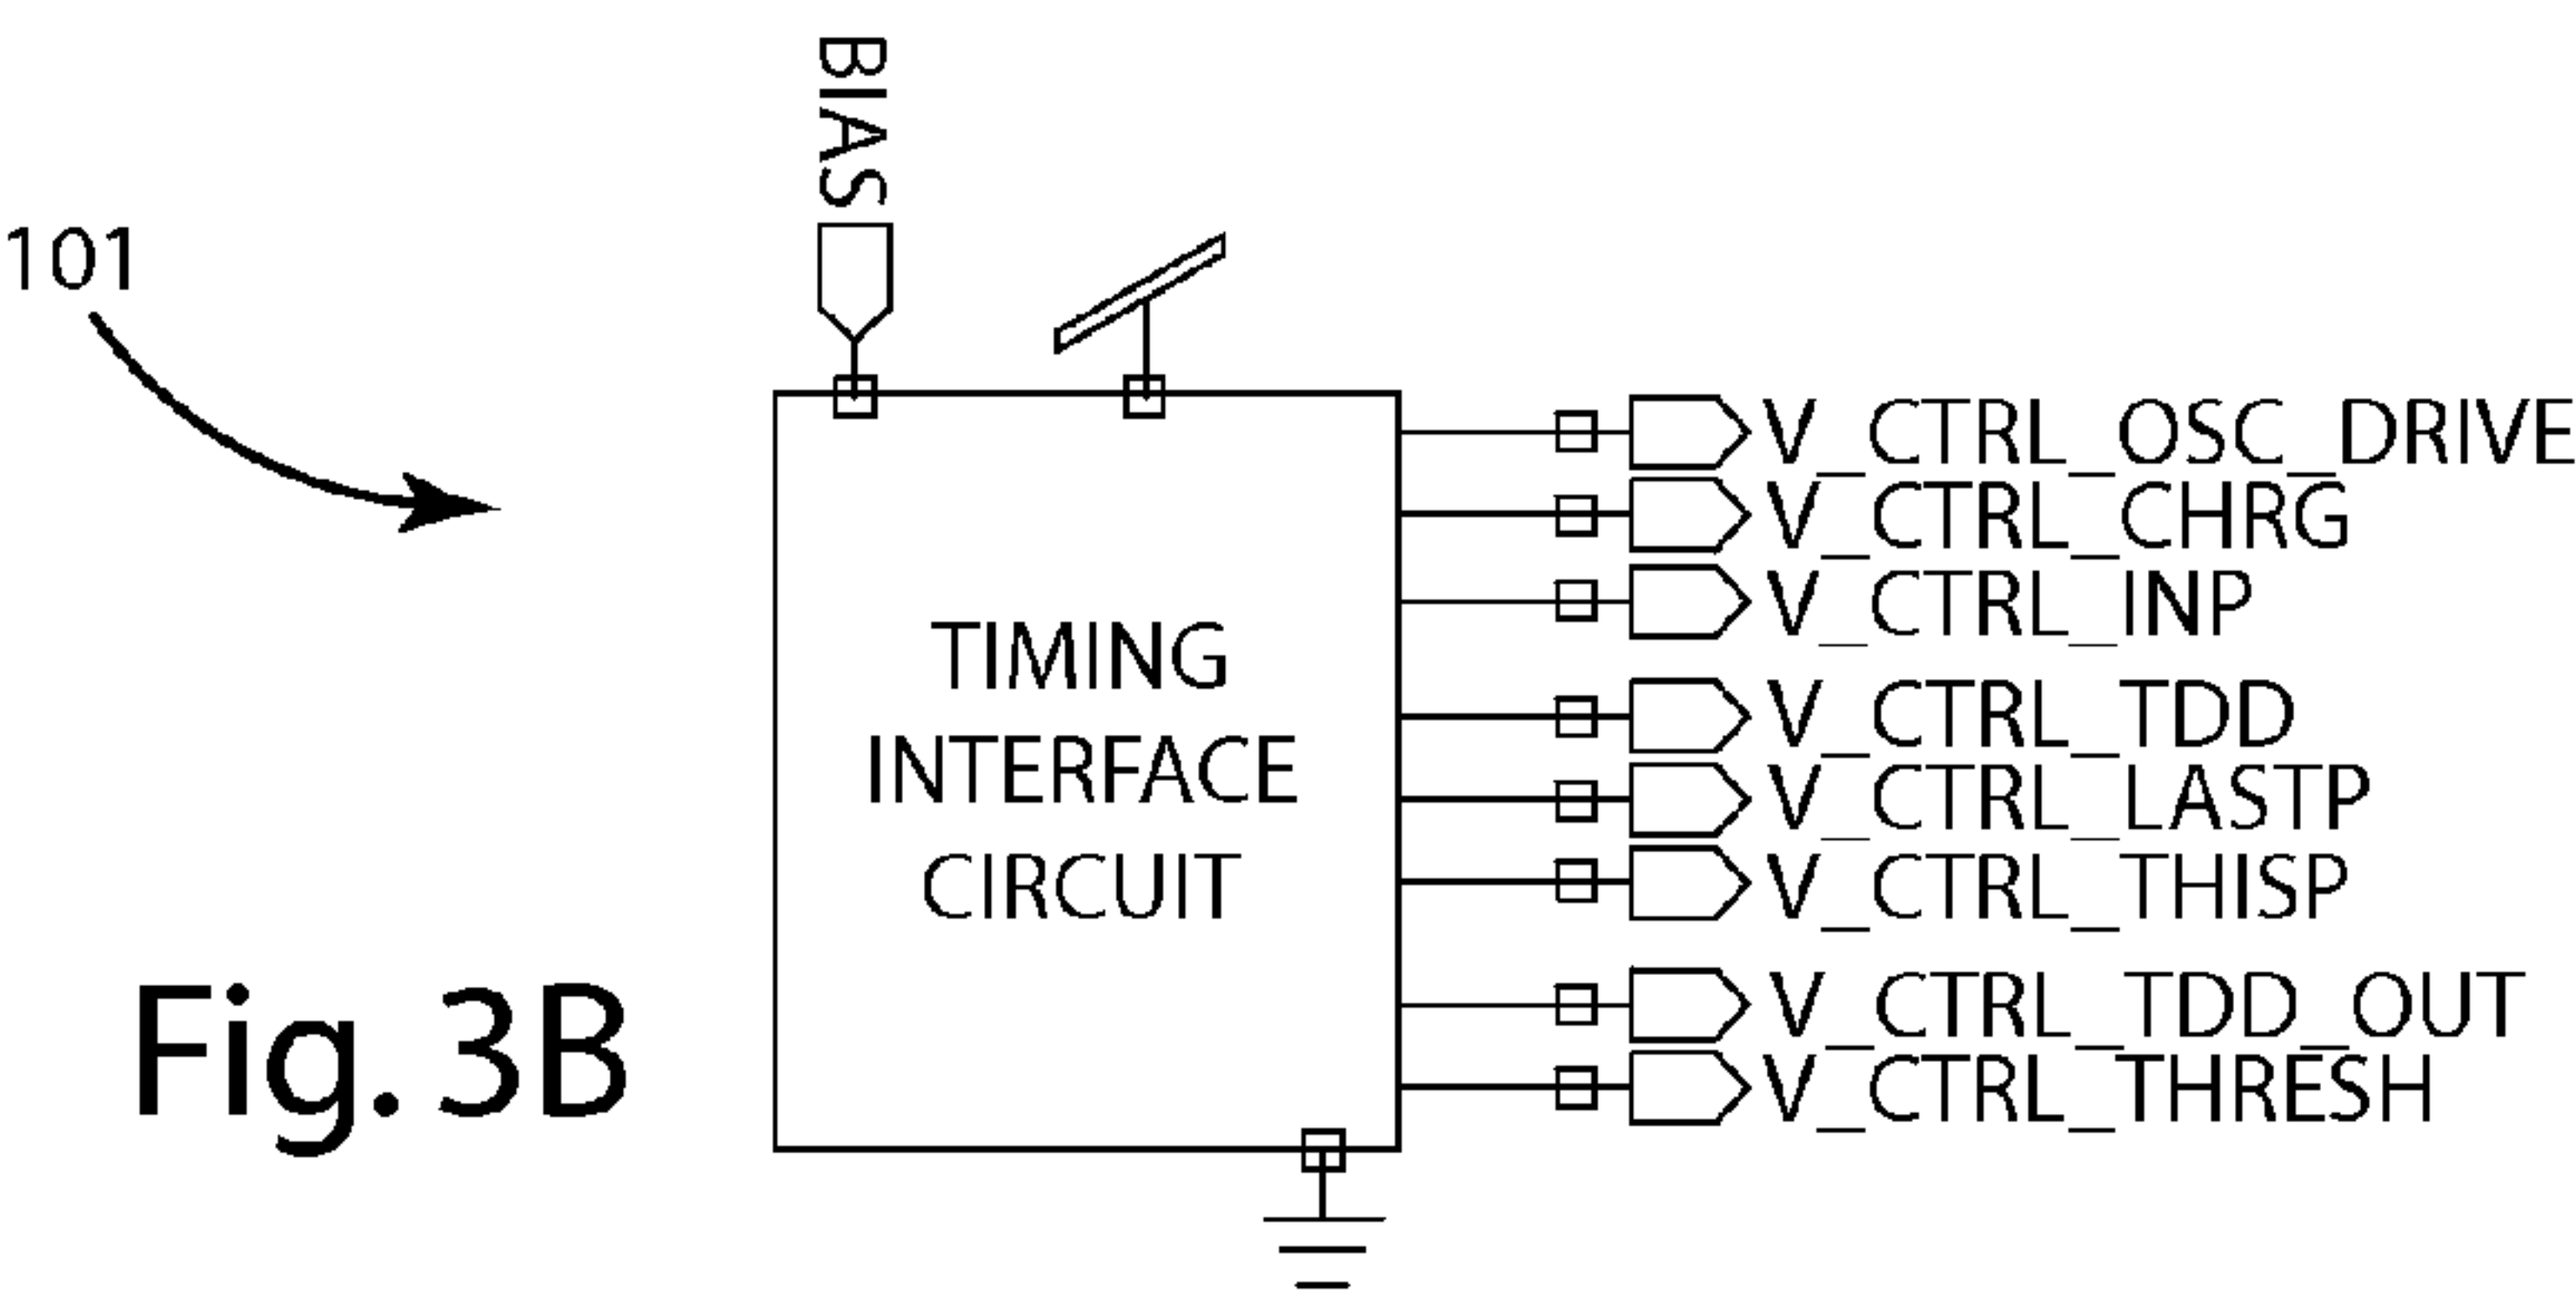 BIAS
101
V_CTRL_OSC_DRIVE
V_CTRL_CHRG
V_CTRL_INP
TIMING
INTERFACE
CIRCUIT
V_CTRL_TDD
V_CTRL_LASTP
V_CTRL_THISP
V_CTRL_TDD_OUT
V_CTRL_THRESH
Fig. 3B